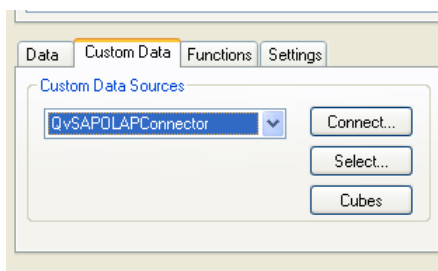 Data Custom Data Functions Settings
Custom Data Sources
QvSAPOLAPConnector Connect...
Select...
Cubes